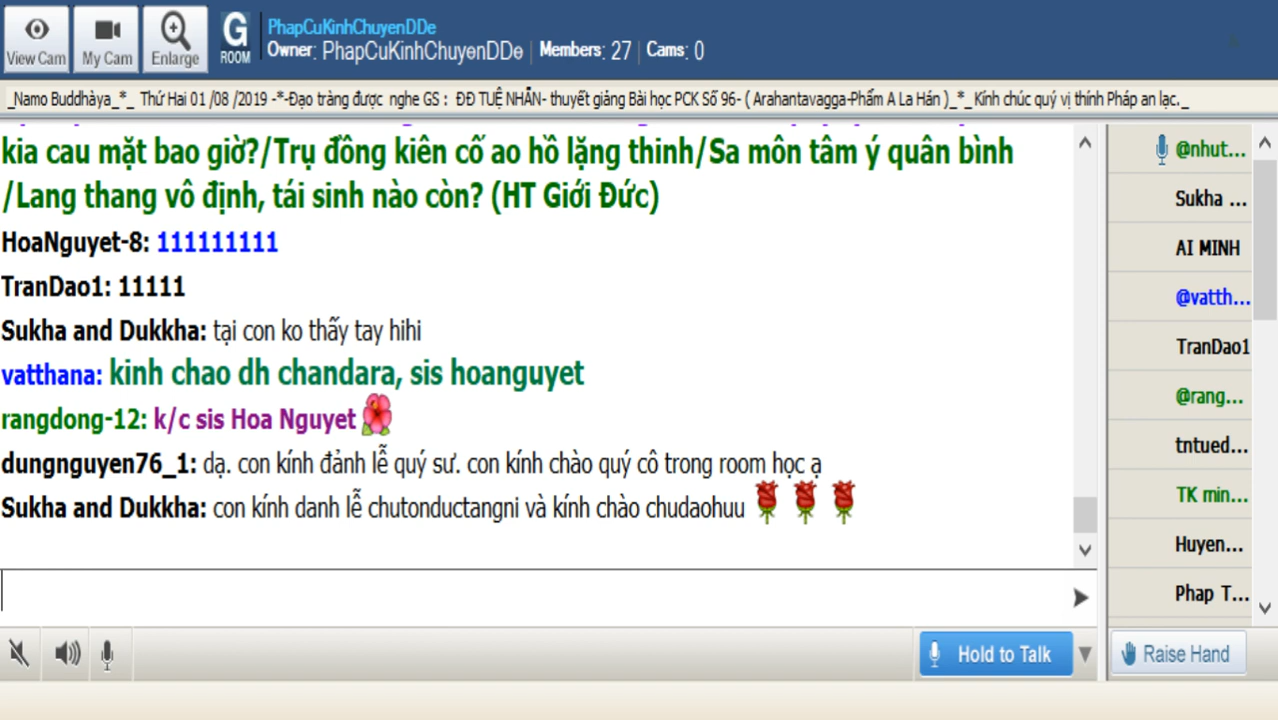 View Cam
My Cam
Enlarge
G
ROOM
PhapCuKinhChuyenDDe
Owner: PhapCuKinhChuyenDDe | Members: 27 | Cams: 0
_Namo Buddhàya_*_ Thứ Hai 01 /08 /2019 -*-Đạo tràng được nghe GS : ĐĐ TUỆ NHẪN- thuyết giảng Bài học PCK Số 96- ( Arahantavagga-Phẩm A La Hán )_*_ Kính chúc quý vị thính Pháp an lạc._
kia cau mặt bao giờ?/Trụ đồng kiên cố ao hồ lặng thinh/Sa môn tâm ý quân bình
/Lang thang vô định, tái sinh nào còn? (HT Giới Đức)
HoaNguyet-8: 111111111
TranDao1: 11111
Sukha and Dukkha: tại con ko thấy tay hihi
vatthana: kinh chao dh chandara, sis hoanguyet
rangdong-12: k/c sis Hoa Nguyet
dungnguyen76_1: dạ. con kính đảnh lễ quý sư. con kính chào quý cô trong room học ạ
Sukha and Dukkha: con kính danh lễ chutonductangni và kính chào chudaohuu
@nhut...
Sukha ...
AI MINH
@vatth...
TranDao1
@rang...
tntued...
TK min...
Huyen...
Phap T...
Hold to Talk
Raise Hand